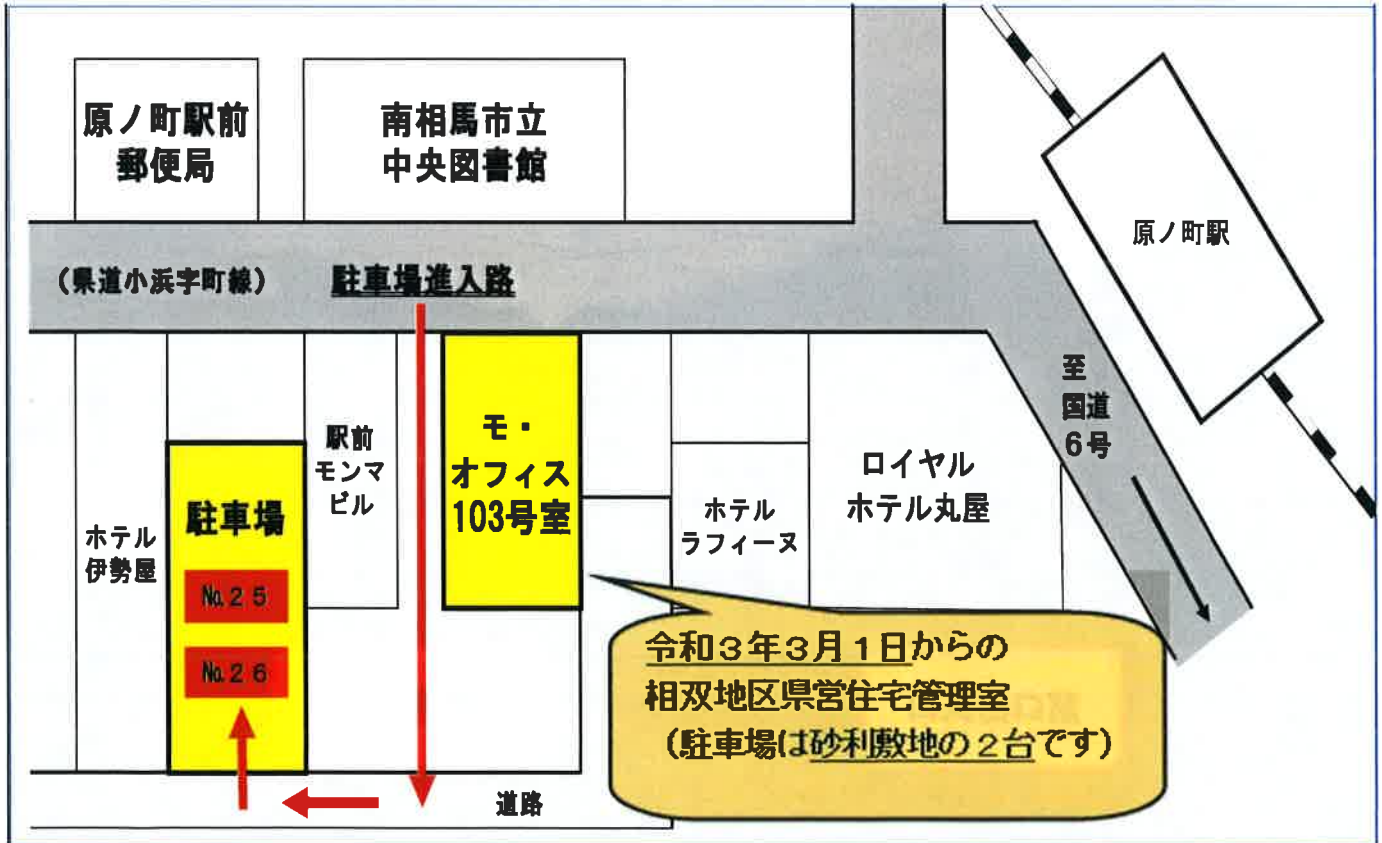 原ノ町駅前
郵便局
南相馬市立
中央図書館
原ノ町駅
（県道小浜字町線）
駐車場進入路
至
国道
6号
モ・
オフィス
103号室
駅前
モンマ
ビル
駐車場
№２５
№２６
ホテル
伊勢屋
ホテル
ラフィーヌ
ロイヤル
ホテル丸屋
令和３年３月１日からの
相双地区県営住宅管理室
（駐車場は砂利敷地の２台です）
道路